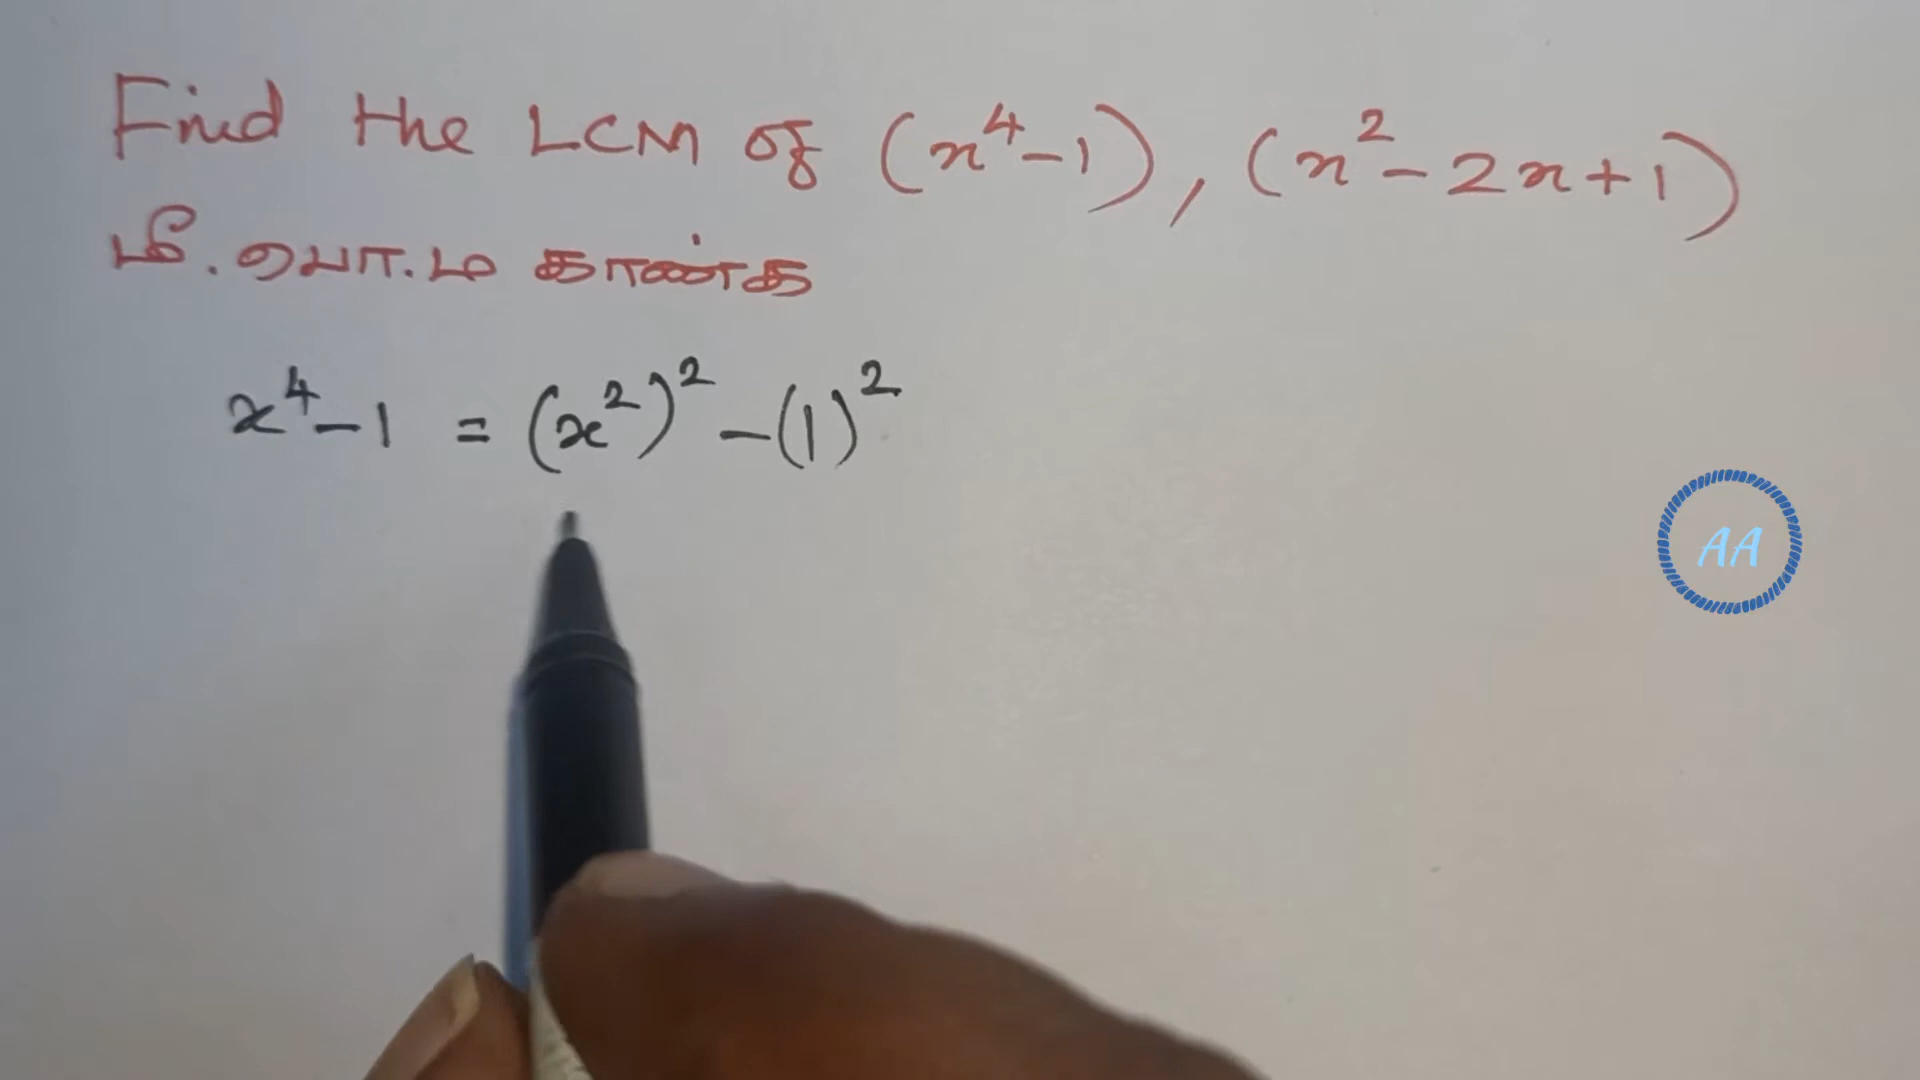 Find the LCM of (x⁴-1), (x²-2x+1)
மீ.பொ.ம காண்க
x⁴-1 = (x²)² - (1)²
AA